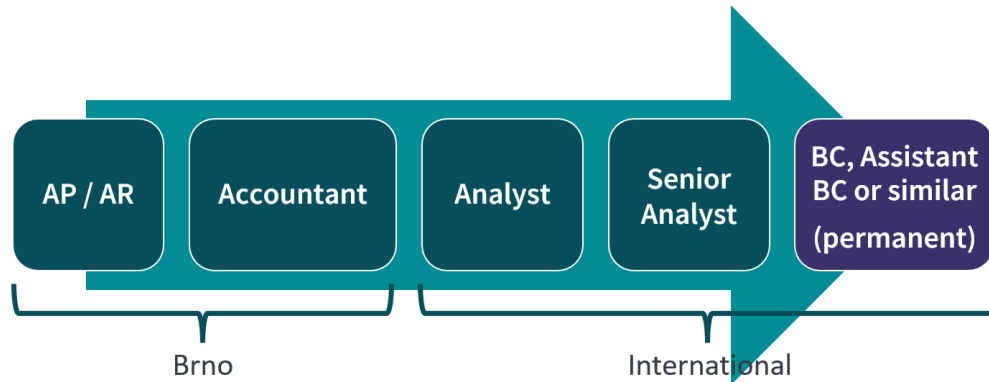 AP / AR
Accountant
Analyst
Senior
Analyst
BC, Assistant
BC or similar
(permanent)
Brno
International